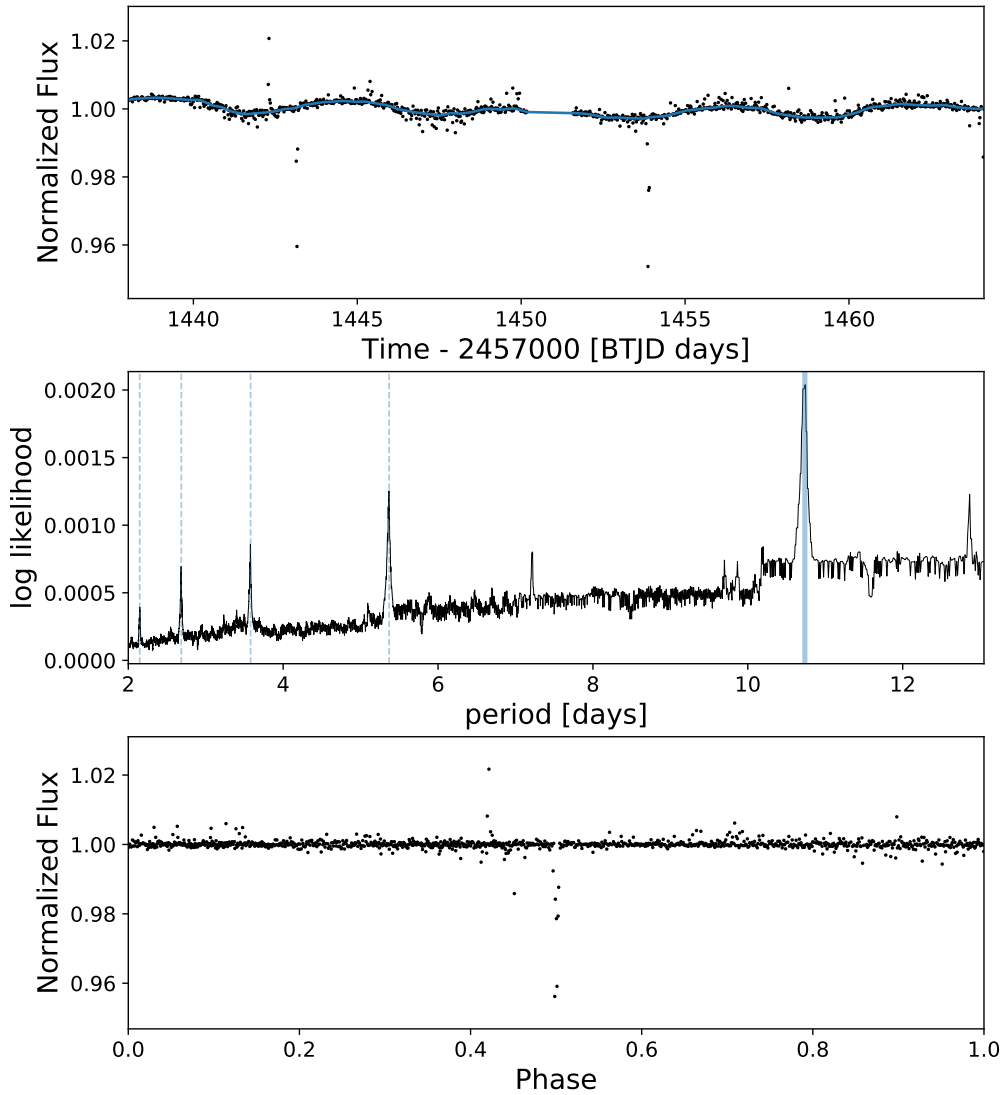 1.02
1.00
0.98
0.96
Normalized Flux
1440 1445 1450 1455 1460
Time - 2457000 [BTJD days]
0.0020
0.0015
0.0010
0.0005
0.0000
log likelihood
2 4 6 8 10 12
period [days]
1.02
1.00
0.98
0.96
Normalized Flux
0.0 0.2 0.4 0.6 0.8 1.0
Phase